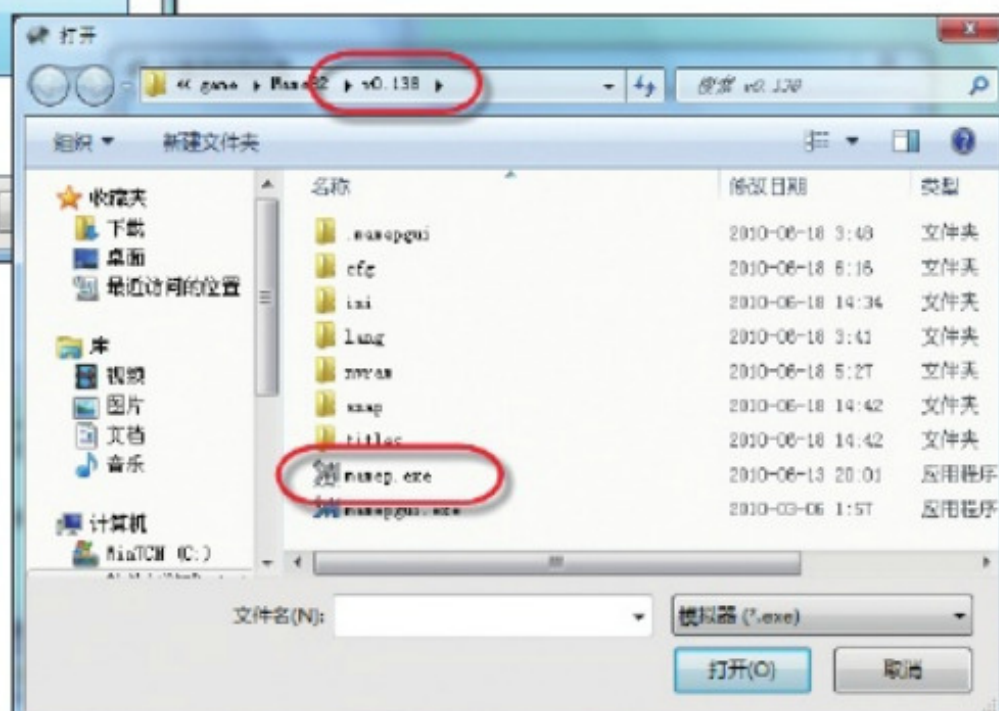 打开
« game ▸ Mame32 ▸ v0.138 ▸
搜索 v0.138
组织 新建文件夹
收藏夹
下载
桌面
最近访问的位置
库
视频
图片
文档
音乐
计算机
WinTCM (C:)
名称 修改日期 类型
.mamepgui 2010-06-18 3:48 文件夹
cfg 2010-06-18 6:16 文件夹
ini 2010-06-18 14:34 文件夹
lang 2010-06-18 3:41 文件夹
nvram 2010-06-18 5:27 文件夹
snap 2010-06-18 14:42 文件夹
titles 2010-06-18 14:42 文件夹
mamep.exe 2010-06-13 20:01 应用程序
mamepgui.exe 2010-03-06 1:57 应用程序
文件名(N):
模拟器 (*.exe)
打开(O) 取消